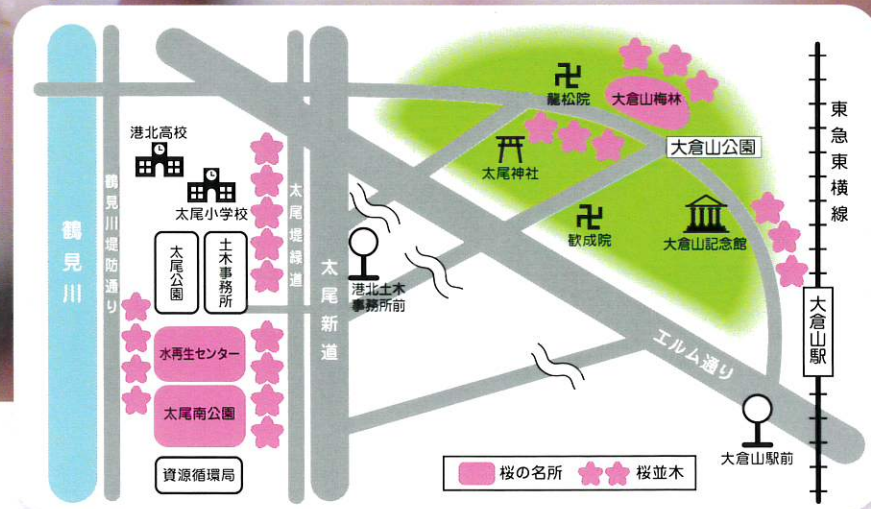 鶴見川
鶴見川堤防通り
港北高校
太尾小学校
太尾公園
土木事務所
水再生センター
太尾南公園
資源循環局
太尾堤緑道
太尾新道
港北土木
事務所前
龍松院
大倉山梅林
太尾神社
大倉山公園
歓成院
大倉山記念館
エルム通り
大倉山駅前
東急東横線
大倉山駅
桜の名所
桜並木